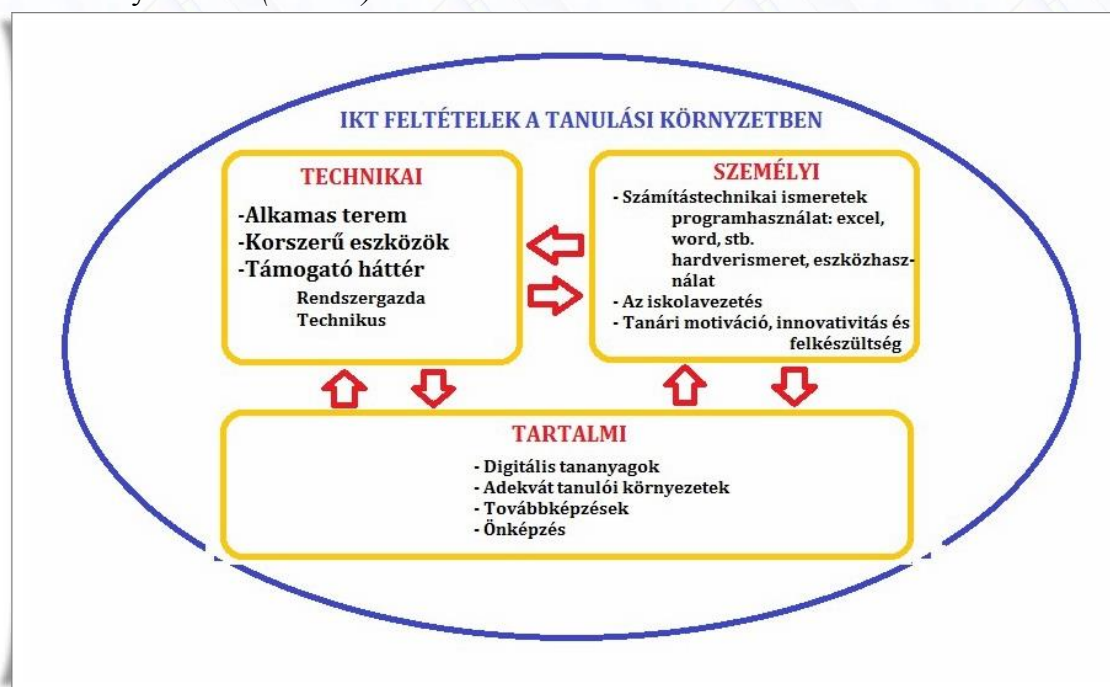 IKT FELTÉTELEK A TANULÁSI KÖRNYZETBEN
TECHNIKAI
-Alkamas terem
-Korszerű eszközök
-Támogató háttér
Rendszergazda
Technikus
SZEMÉLYI
- Számítástechnikai ismeretek
programhasználat: excel,
word, stb.
hardverismeret, eszközhasz-
nálat
- Az iskolavezetés
- Tanári motiváció, innovativitás és
felkészültség
TARTALMI
- Digitális tananyagok
- Adekvát tanulói környezetek
- Továbbképzések
- Önképzés